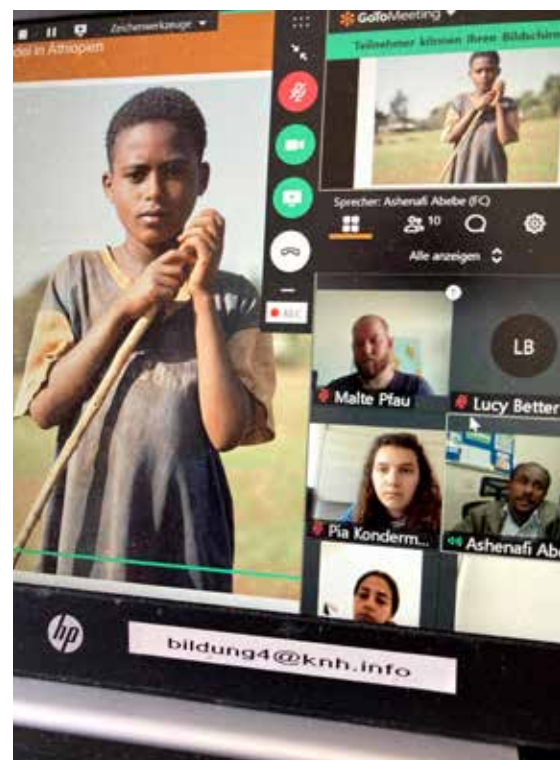 Zeichenwerkzeuge
del in Äthiopien
GoToMeeting
Teilnehmer können Ihren Bildschirm
Sprecher: Ashenafi Abebe (FC)
10
Alle anzeigen
REC
LB
Malte Pfau
Lucy Better
Pia Konderm...
Ashenafi Abe
hp
bildung4@knh.info